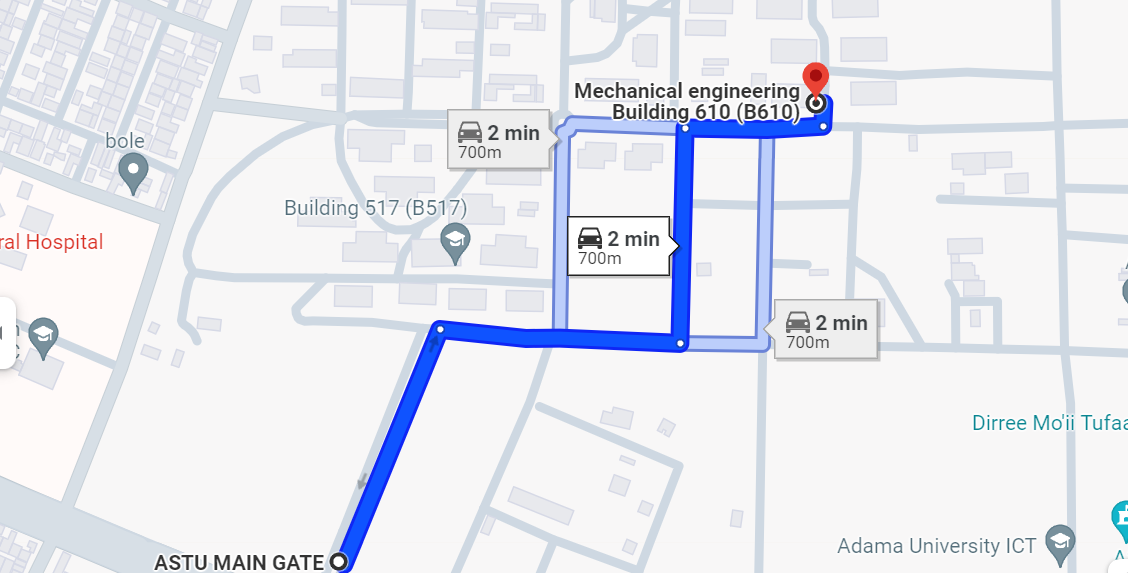 Mechanical engineering
Building 610 (B610)
2 min
700m
bole
Building 517 (B517)
2 min
700m
ral Hospital
2 min
700m
Dirree Mo'ii Tufaa
Adama University ICT
ASTU MAIN GATE